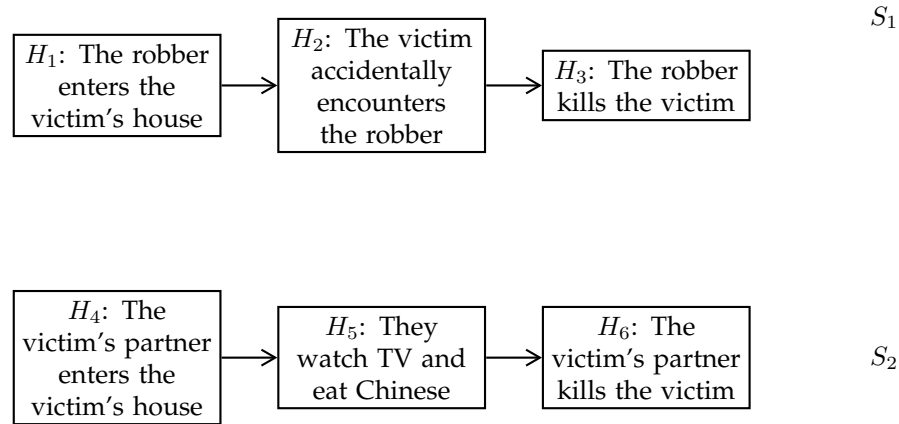 S₁
H₁: The robber
enters the
victim's house
H₂: The victim
accidentally
encounters
the robber
H₃: The robber
kills the victim
H₄: The
victim's partner
enters the
victim's house
H₅: They
watch TV and
eat Chinese
H₆: The
victim's partner
kills the victim
S₂